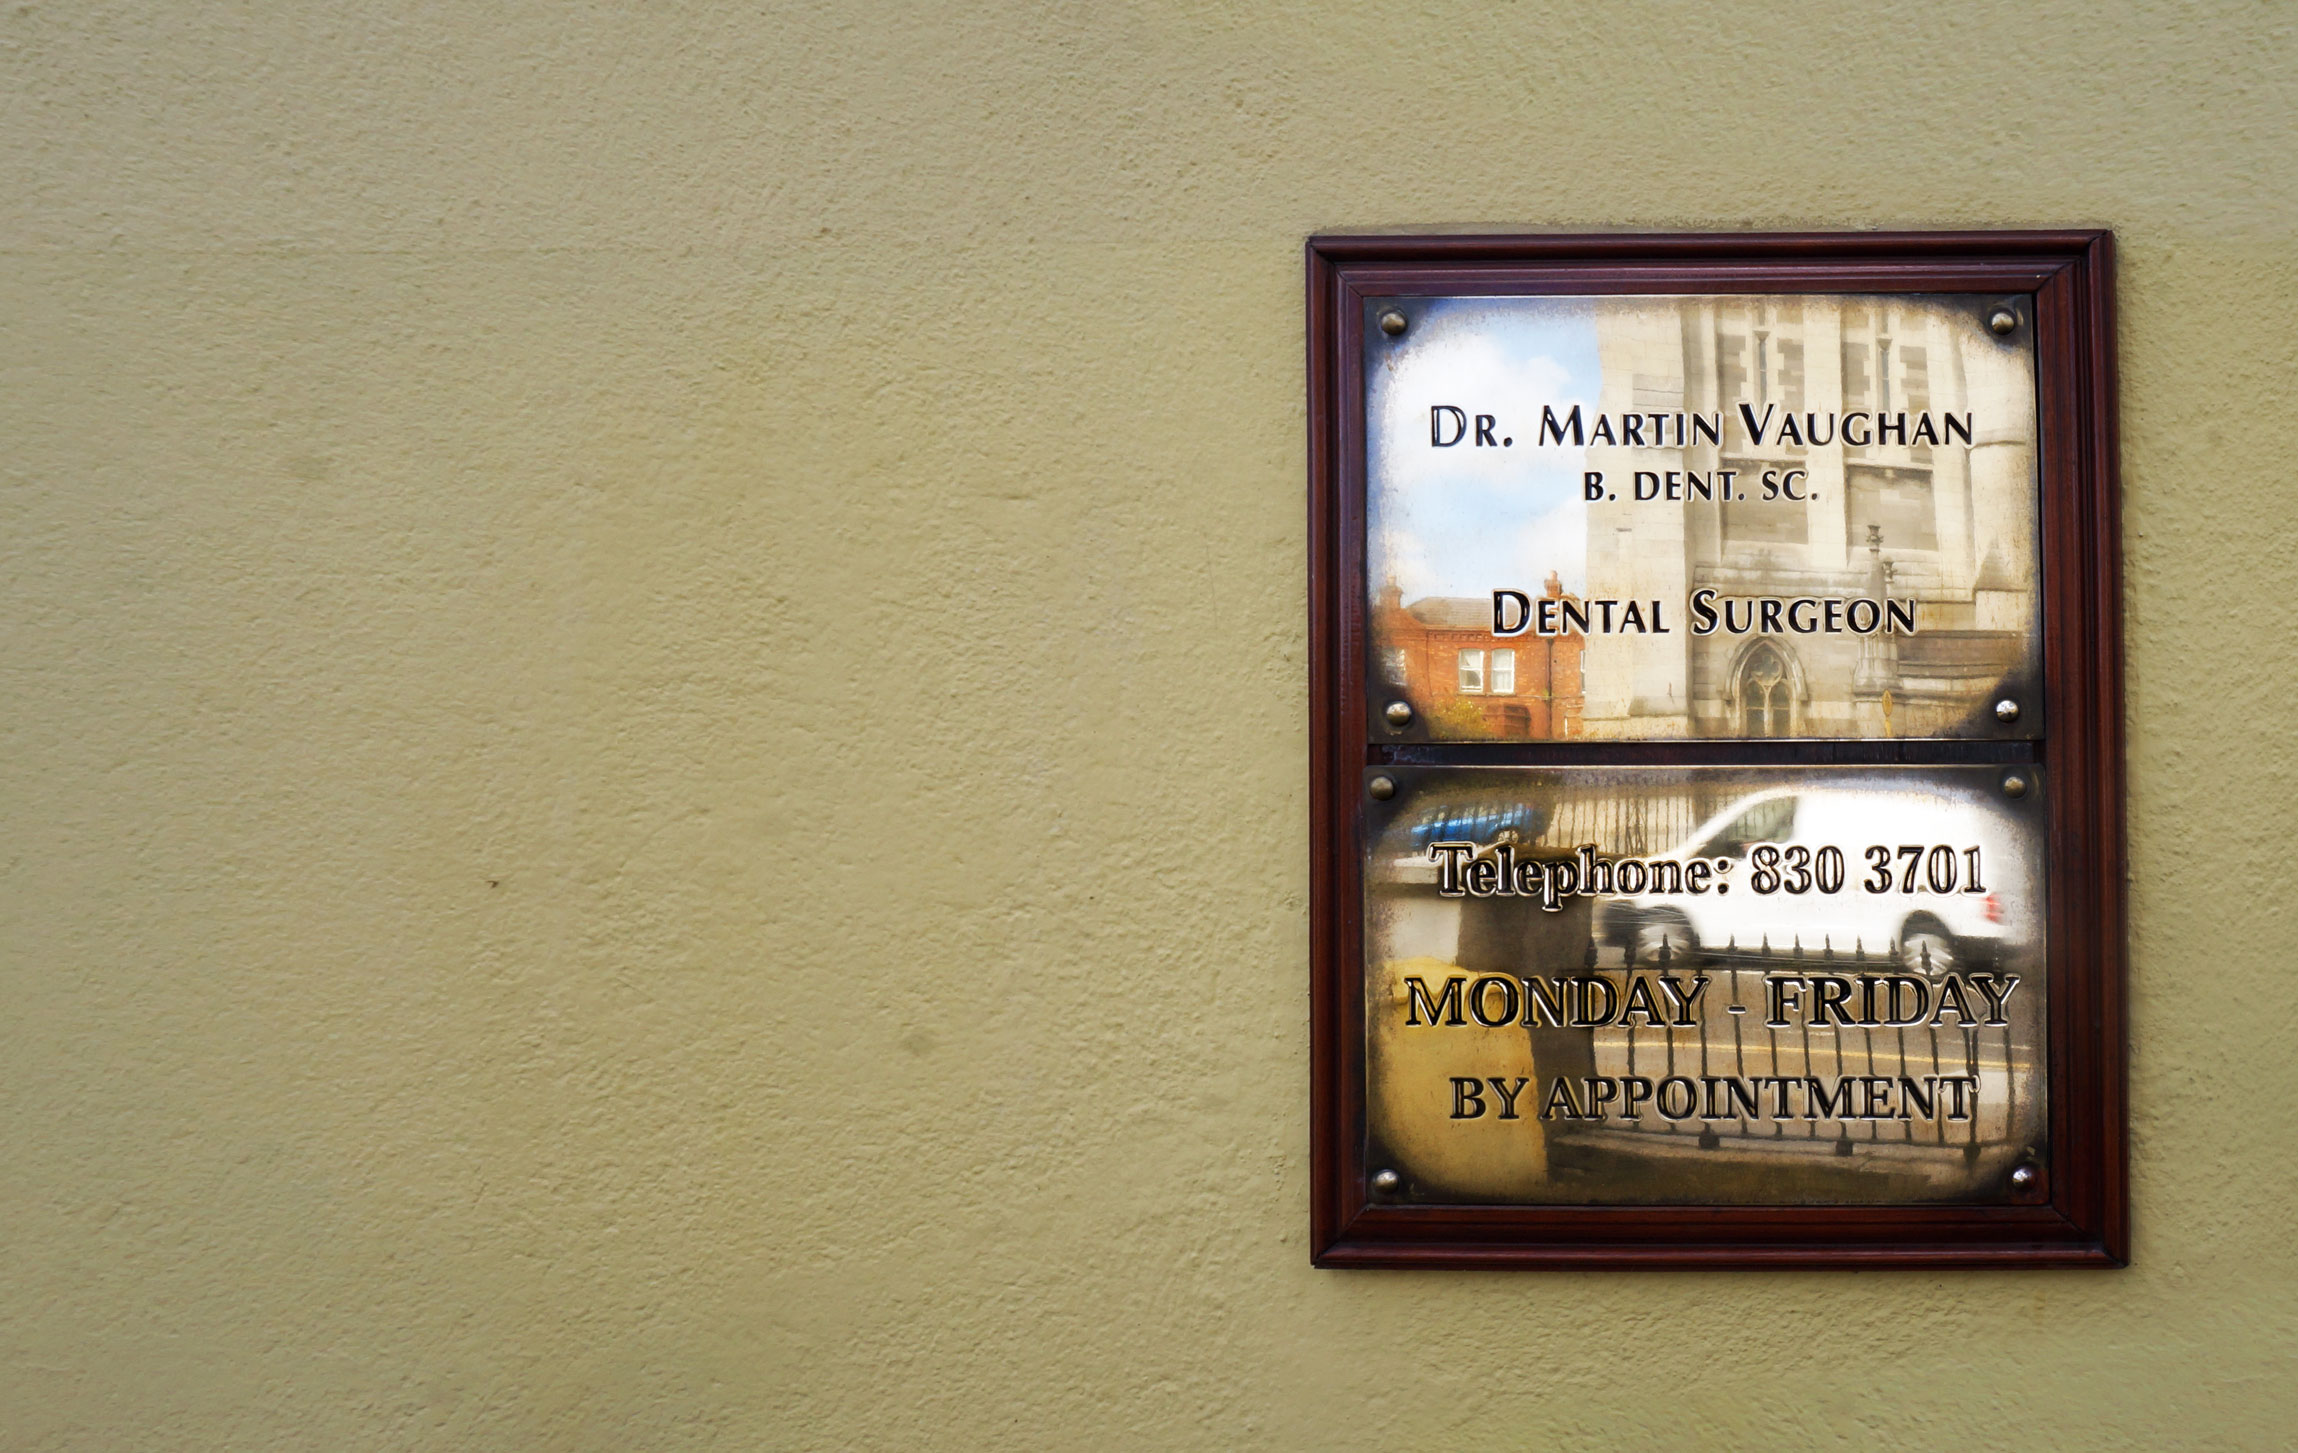 Dr. Martin Vaughan
B. DENT. SC.
Dental Surgeon
Telephone: 830 3701
MONDAY - FRIDAY
BY APPOINTMENT